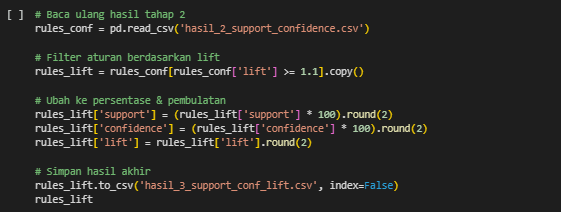 [ ] # Baca ulang hasil tahap 2
rules_conf = pd.read_csv('hasil_2_support_confidence.csv')
# Filter aturan berdasarkan lift
rules_lift = rules_conf[rules_conf['lift'] >= 1.1].copy()
# Ubah ke persentase & pembulatan
rules_lift['support'] = (rules_lift['support'] * 100).round(2)
rules_lift['confidence'] = (rules_lift['confidence'] * 100).round(2)
rules_lift['lift'] = rules_lift['lift'].round(2)
# Simpan hasil akhir
rules_lift.to_csv('hasil_3_support_conf_lift.csv', index=False)
rules_lift